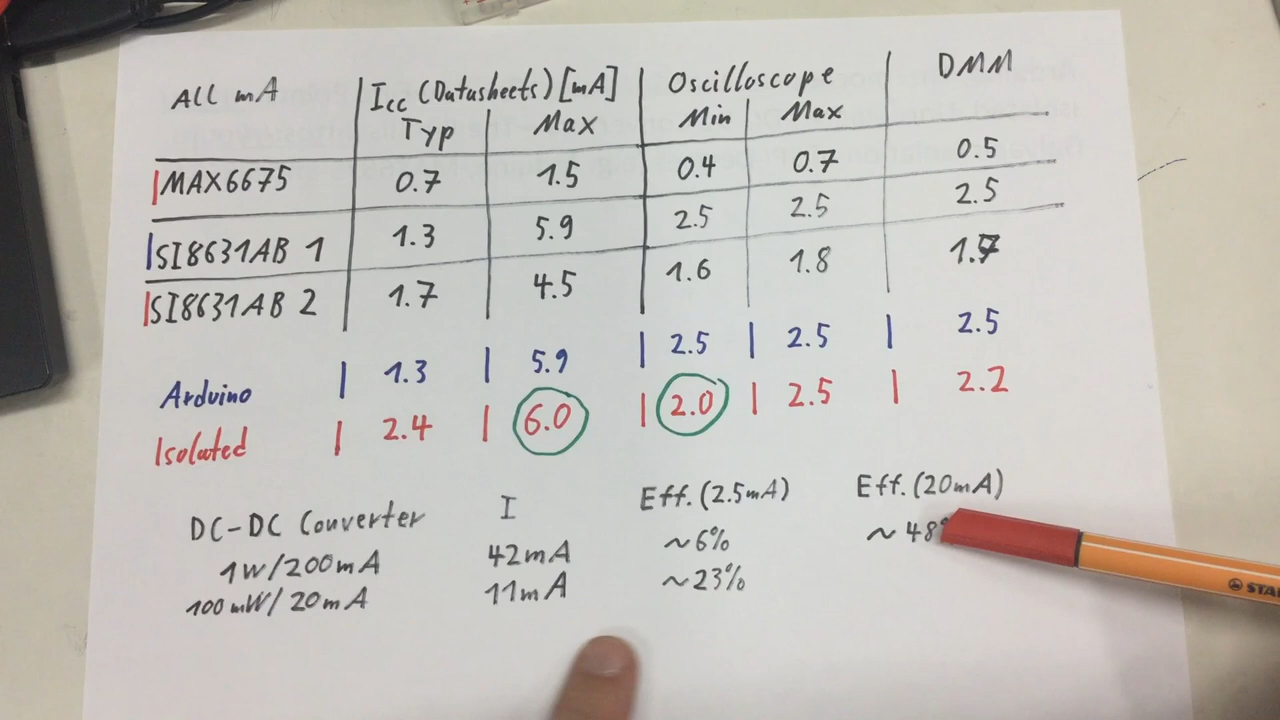 ALL mA Icc (Datasheets) [mA] Oscilloscope DMM
Typ Max Min Max
MAX6675 0.7 1.5 0.4 0.7 0.5
SI8631AB 1 1.3 5.9 2.5 2.5 2.5
SI8631AB 2 1.7 4.5 1.6 1.8
Arduino 1.3 5.9 2.5 2.5 2.5
Isolated 2.4 6.0 2.0 2.5 2.2
DC-DC Converter I Eff. (2.5mA) Eff. (20mA)
1W/200mA 42mA ~6% ~48
100mW/20mA 11mA ~23%